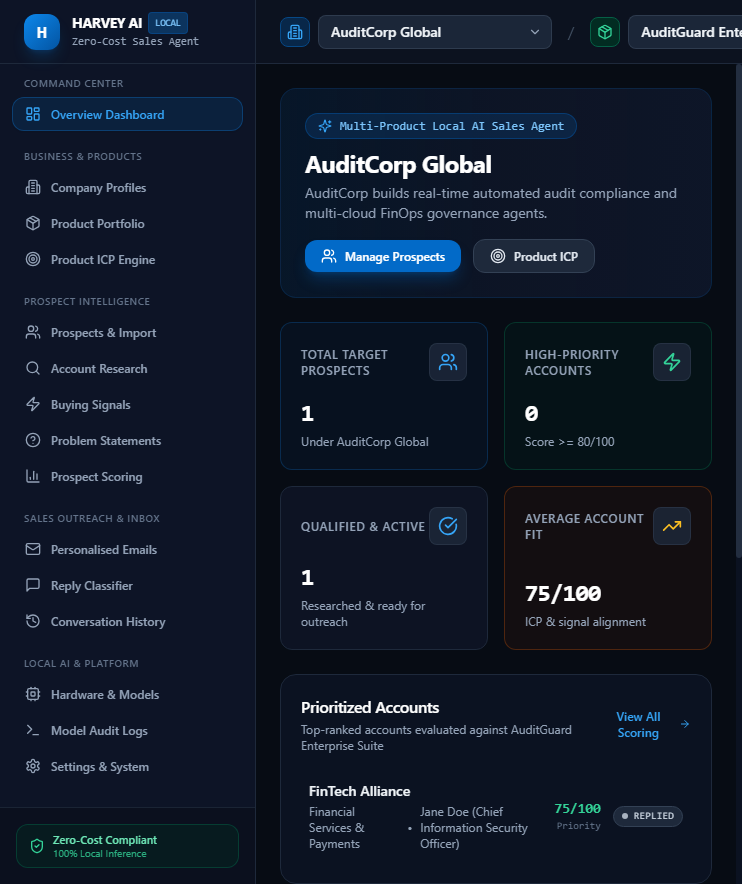 H
HARVEY AI
LOCAL
Zero-Cost Sales Agent
AuditCorp Global
/
AuditGuard Ente
COMMAND CENTER
Overview Dashboard
BUSINESS & PRODUCTS
Company Profiles
Product Portfolio
Product ICP Engine
PROSPECT INTELLIGENCE
Prospects & Import
Account Research
Buying Signals
Problem Statements
Prospect Scoring
SALES OUTREACH & INBOX
Personalised Emails
Reply Classifier
Conversation History
LOCAL AI & PLATFORM
Hardware & Models
Model Audit Logs
Settings & System
Zero-Cost Compliant
100% Local Inference
Multi-Product Local AI Sales Agent
AuditCorp Global
AuditCorp builds real-time automated audit compliance and
multi-cloud FinOps governance agents.
Manage Prospects
Product ICP
TOTAL TARGET
PROSPECTS
1
Under AuditCorp Global
HIGH-PRIORITY
ACCOUNTS
0
Score >= 80/100
QUALIFIED & ACTIVE
1
Researched & ready for
outreach
AVERAGE ACCOUNT
FIT
75/100
ICP & signal alignment
Prioritized Accounts
Top-ranked accounts evaluated against AuditGuard
Enterprise Suite
View All
Scoring
FinTech Alliance
Financial
Services &
Payments
• Jane Doe (Chief
Information Security
Officer)
75/100
Priority
REPLIED